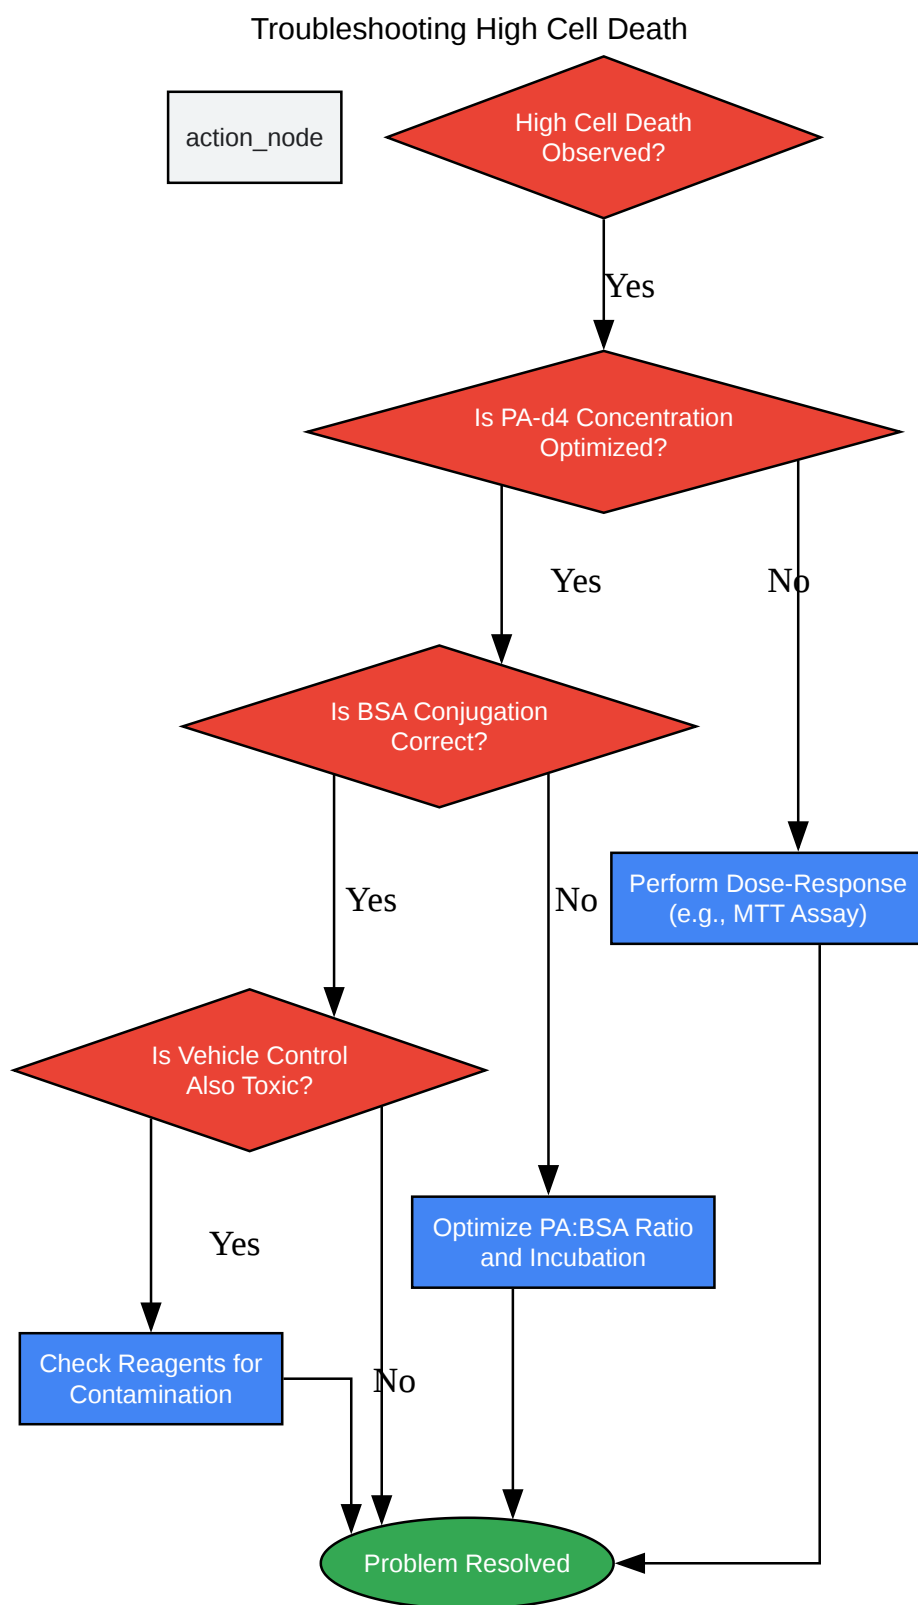 Troubleshooting High Cell Death
action_node
High Cell Death
Observed?
Yes
Is PA-d4 Concentration
Optimized?
Yes
No
Is BSA Conjugation
Correct?
Perform Dose-Response
(e.g., MTT Assay)
Yes
No
Is Vehicle Control
Also Toxic?
Optimize PA:BSA Ratio
and Incubation
Yes
Check Reagents for
Contamination
No
Problem Resolved